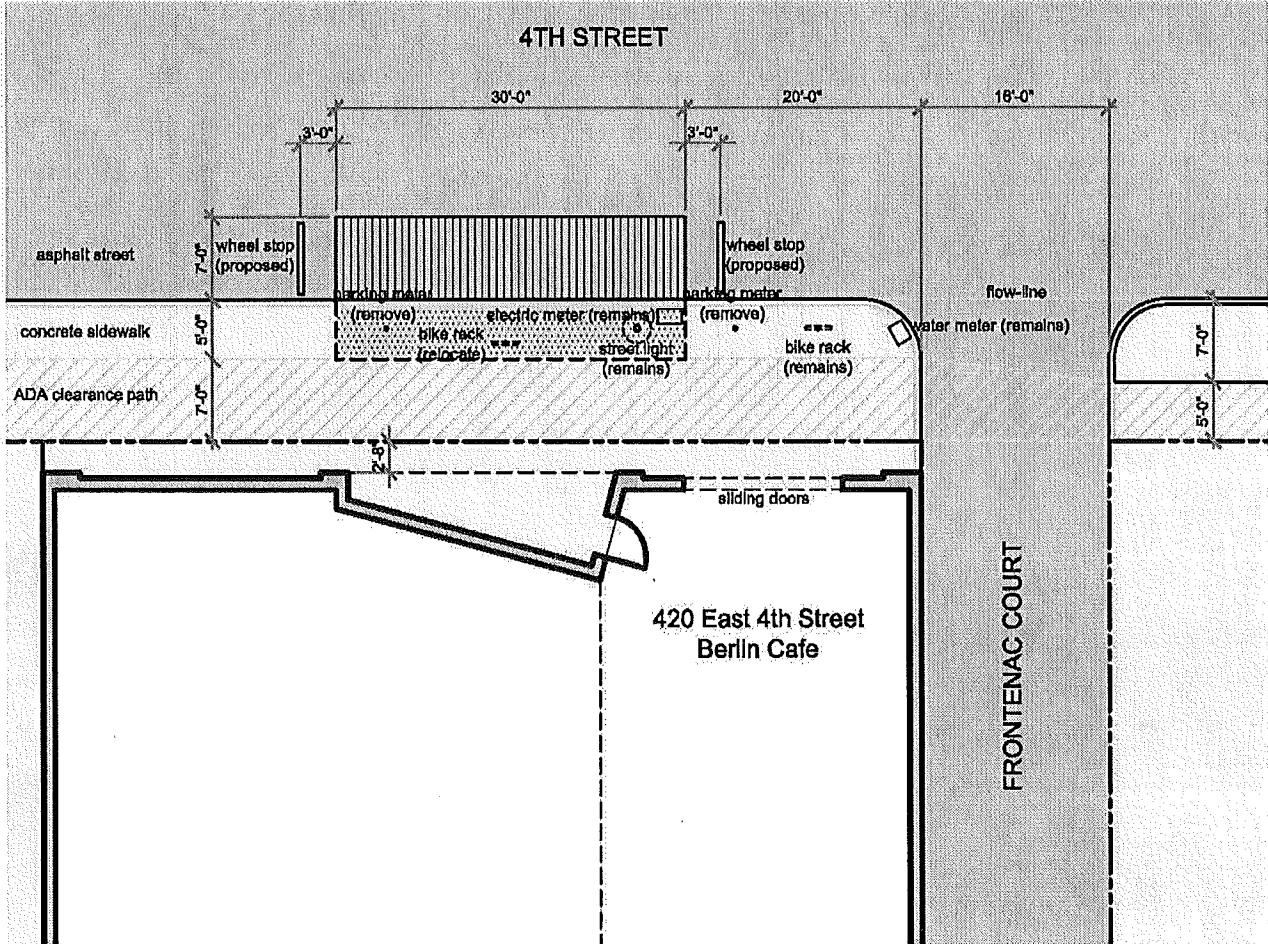 4TH STREET
30'-0"
20'-0"
16'-0"
3'-0"
3'-0"
asphalt street
7'-0"
wheel stop
(proposed)
wheel stop
(proposed)
flow-line
parking meter
(remove)
electric meter (remains)
parking meter
(remove)
concrete sidewalk
5'-0"
bike rack
(relocate)
street light
(remains)
bike rack
(remains)
water meter (remains)
7'-0"
ADA clearance path
7'-0"
5'-0"
2'-8"
sliding doors
420 East 4th Street
Berlin Cafe
FRONTENAC COURT